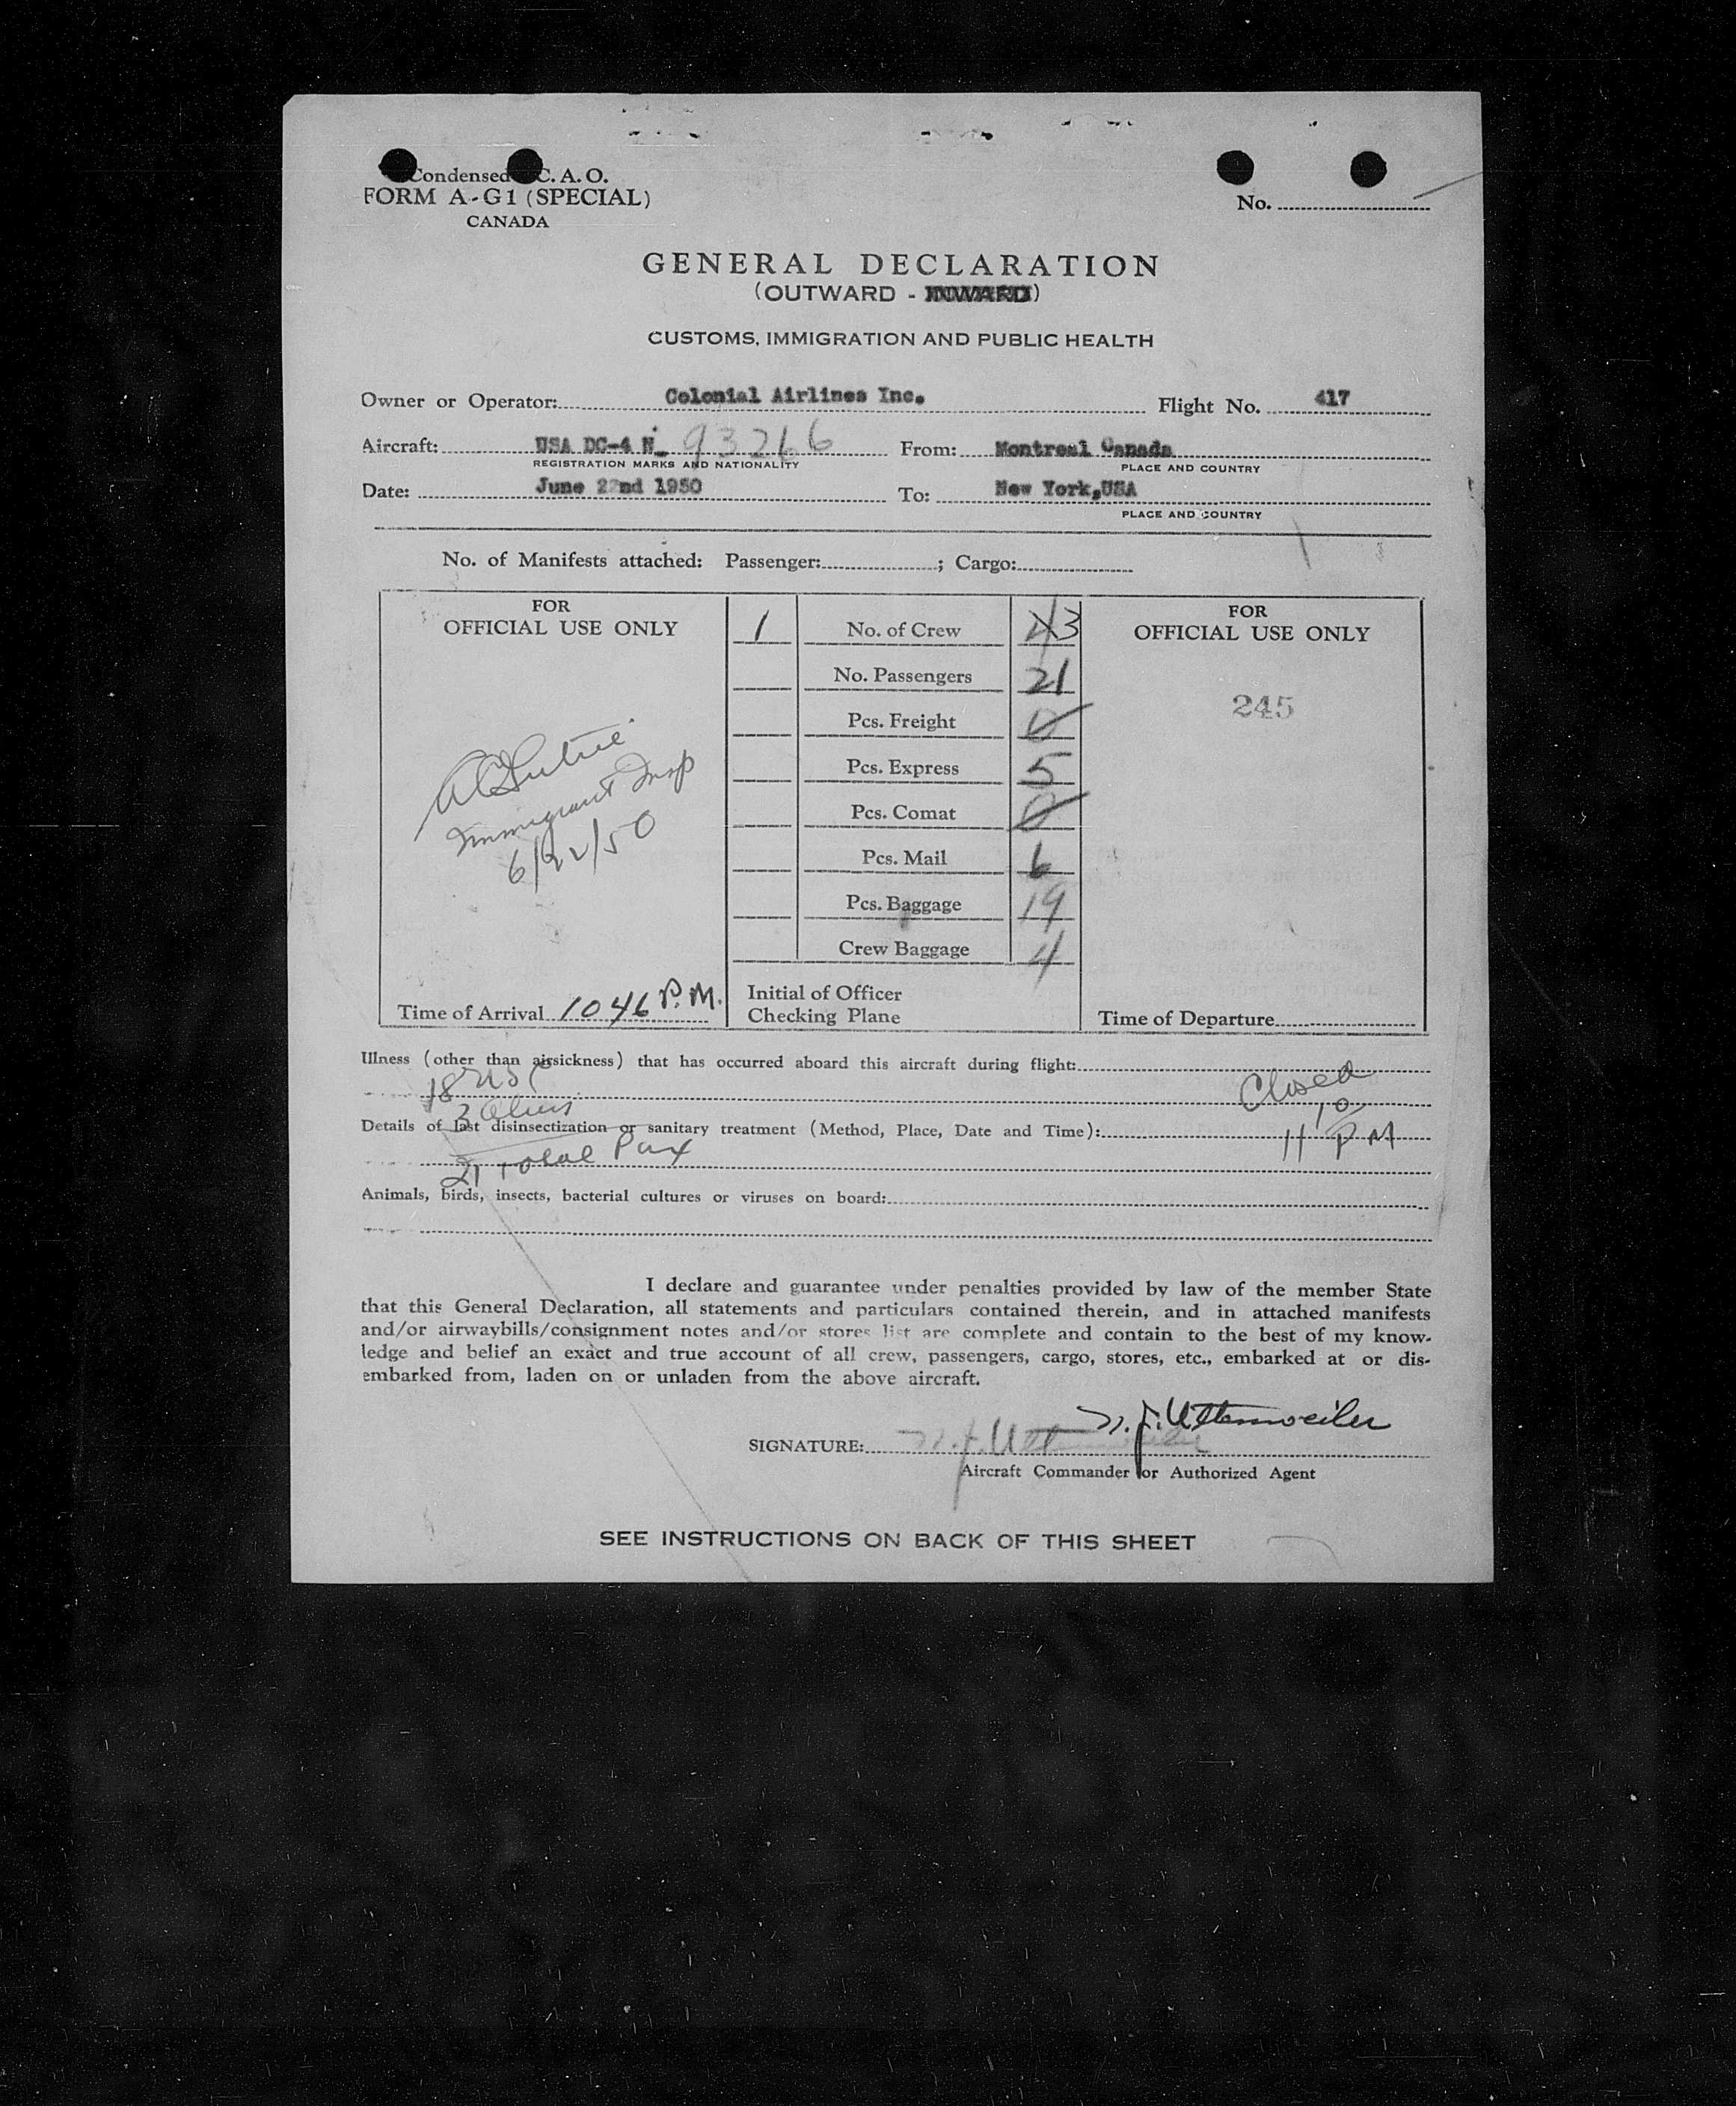 Condensed C. A. O.
FORM A-G1 (SPECIAL)
CANADA
No.
GENERAL DECLARATION
(OUTWARD - INWARD)
CUSTOMS, IMMIGRATION AND PUBLIC HEALTH
Owner or Operator: Colonial Airlines Inc. Flight No. 417
Aircraft: USA DC-4 N 93266 From: Montreal Canada
REGISTRATION MARKS AND NATIONALITY PLACE AND COUNTRY
Date: June 22nd 1950 To: New York,USA
PLACE AND COUNTRY
No. of Manifests attached: Passenger: ; Cargo:
FOR
OFFICIAL USE ONLY
1 No. of Crew 3
No. Passengers 21
Pcs. Freight 0
Pcs. Express 5
Pcs. Comat 0
Pcs. Mail 6
Pcs. Baggage 19
Crew Baggage 4
Immigrant Insp
6/22/50
Time of Arrival 1046 P.M.
Initial of Officer
Checking Plane
FOR
OFFICIAL USE ONLY
245
Time of Departure
Illness (other than airsickness) that has occurred aboard this aircraft during flight:
18 USC
Closed
3 Aliens
Details of last disinsectization or sanitary treatment (Method, Place, Date and Time):
11 10 PM
21 Total Pax
Animals, birds, insects, bacterial cultures or viruses on board:
I declare and guarantee under penalties provided by law of the member State
that this General Declaration, all statements and particulars contained therein, and in attached manifests
and/or airwaybills/consignment notes and/or stores list are complete and contain to the best of my know-
ledge and belief an exact and true account of all crew, passengers, cargo, stores, etc., embarked at or dis-
embarked from, laden on or unladen from the above aircraft.
SIGNATURE: N. J. Uttenweiler
Aircraft Commander or Authorized Agent
SEE INSTRUCTIONS ON BACK OF THIS SHEET